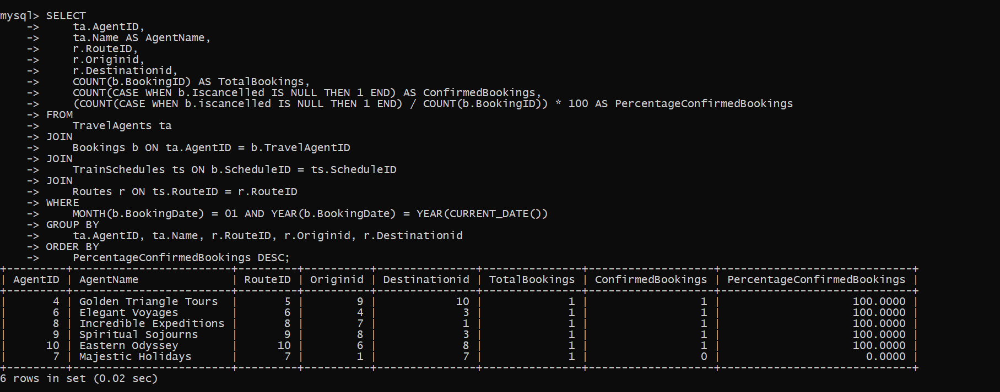 mysql> SELECT
    ->     ta.AgentID,
    ->     ta.Name AS AgentName,
    ->     r.RouteID,
    ->     r.Originid,
    ->     r.Destinationid,
    ->     COUNT(b.BookingID) AS TotalBookings,
    ->     COUNT(CASE WHEN b.Iscancelled IS NULL THEN 1 END) AS ConfirmedBookings,
    ->     (COUNT(CASE WHEN b.iscancelled IS NULL THEN 1 END) / COUNT(b.BookingID)) * 100 AS PercentageConfirmedBookings
    -> FROM
    ->     TravelAgents ta
    -> JOIN
    ->     Bookings b ON ta.AgentID = b.TravelAgentID
    -> JOIN
    ->     TrainSchedules ts ON b.ScheduleID = ts.ScheduleID
    -> JOIN
    ->     Routes r ON ts.RouteID = r.RouteID
    -> WHERE
    ->     MONTH(b.BookingDate) = 01 AND YEAR(b.BookingDate) = YEAR(CURRENT_DATE())
    -> GROUP BY
    ->     ta.AgentID, ta.Name, r.RouteID, r.Originid, r.Destinationid
    -> ORDER BY
    ->     PercentageConfirmedBookings DESC;
+---------+------------------------+---------+----------+---------------+---------------+-------------------+-----------------------------+
| AgentID | AgentName              | RouteID | Originid | Destinationid | TotalBookings | ConfirmedBookings | PercentageConfirmedBookings |
+---------+------------------------+---------+----------+---------------+---------------+-------------------+-----------------------------+
|       4 | Golden Triangle Tours  |       5 |        9 |            10 |             1 |                 1 |                    100.0000 |
|       6 | Elegant Voyages        |       6 |        4 |             3 |             1 |                 1 |                    100.0000 |
|       8 | Incredible Expeditions |       8 |        7 |             1 |             1 |                 1 |                    100.0000 |
|       9 | Spiritual Sojourns     |       9 |        8 |             3 |             1 |                 1 |                    100.0000 |
|      10 | Eastern Odyssey        |      10 |        6 |             8 |             1 |                 1 |                    100.0000 |
|       7 | Majestic Holidays      |       7 |        1 |             7 |             1 |                 0 |                      0.0000 |
+---------+------------------------+---------+----------+---------------+---------------+-------------------+-----------------------------+
6 rows in set (0.02 sec)